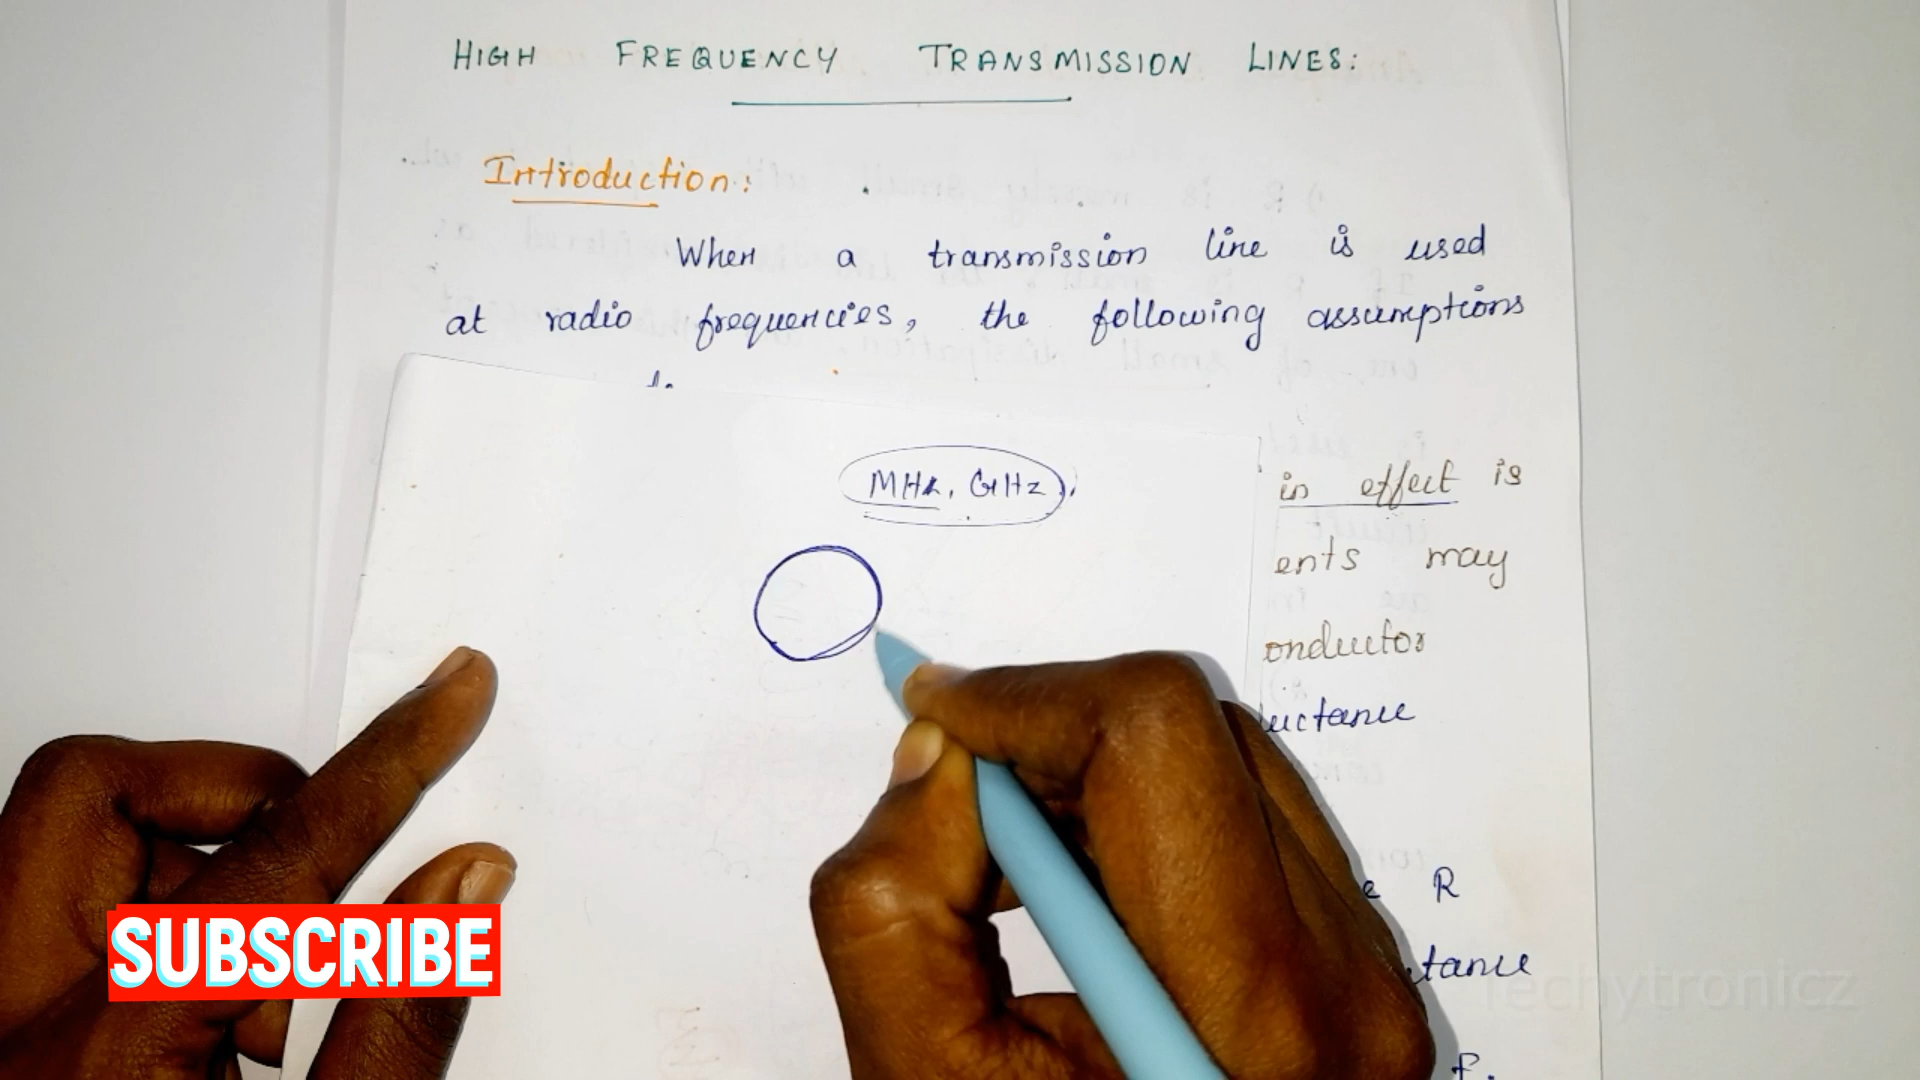 HIGH FREQUENCY TRANSMISSION LINES:
Introduction:
When a transmission line is used
at radio frequencies, the following assumptions
MHz, GHz
in effect is
ents may
onductor
uctance
R
tance
f.
SUBSCRIBE
Techytronicz